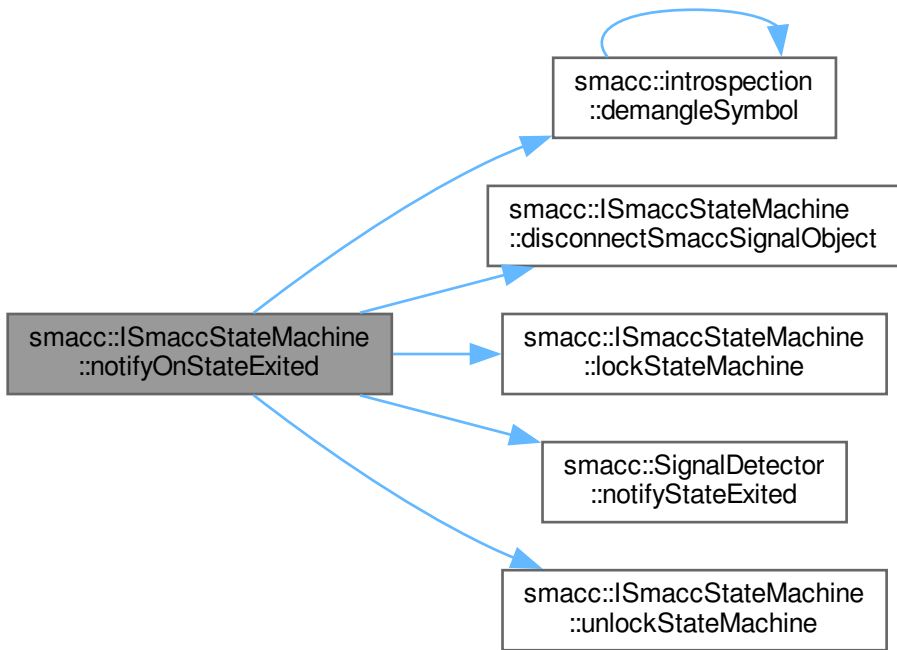 smacc::introspection
::demangleSymbol
smacc::ISmaccStateMachine
::disconnectSmaccSignalObject
smacc::ISmaccStateMachine
::notifyOnStateExited
smacc::ISmaccStateMachine
::lockStateMachine
smacc::SignalDetector
::notifyStateExited
smacc::ISmaccStateMachine
::unlockStateMachine